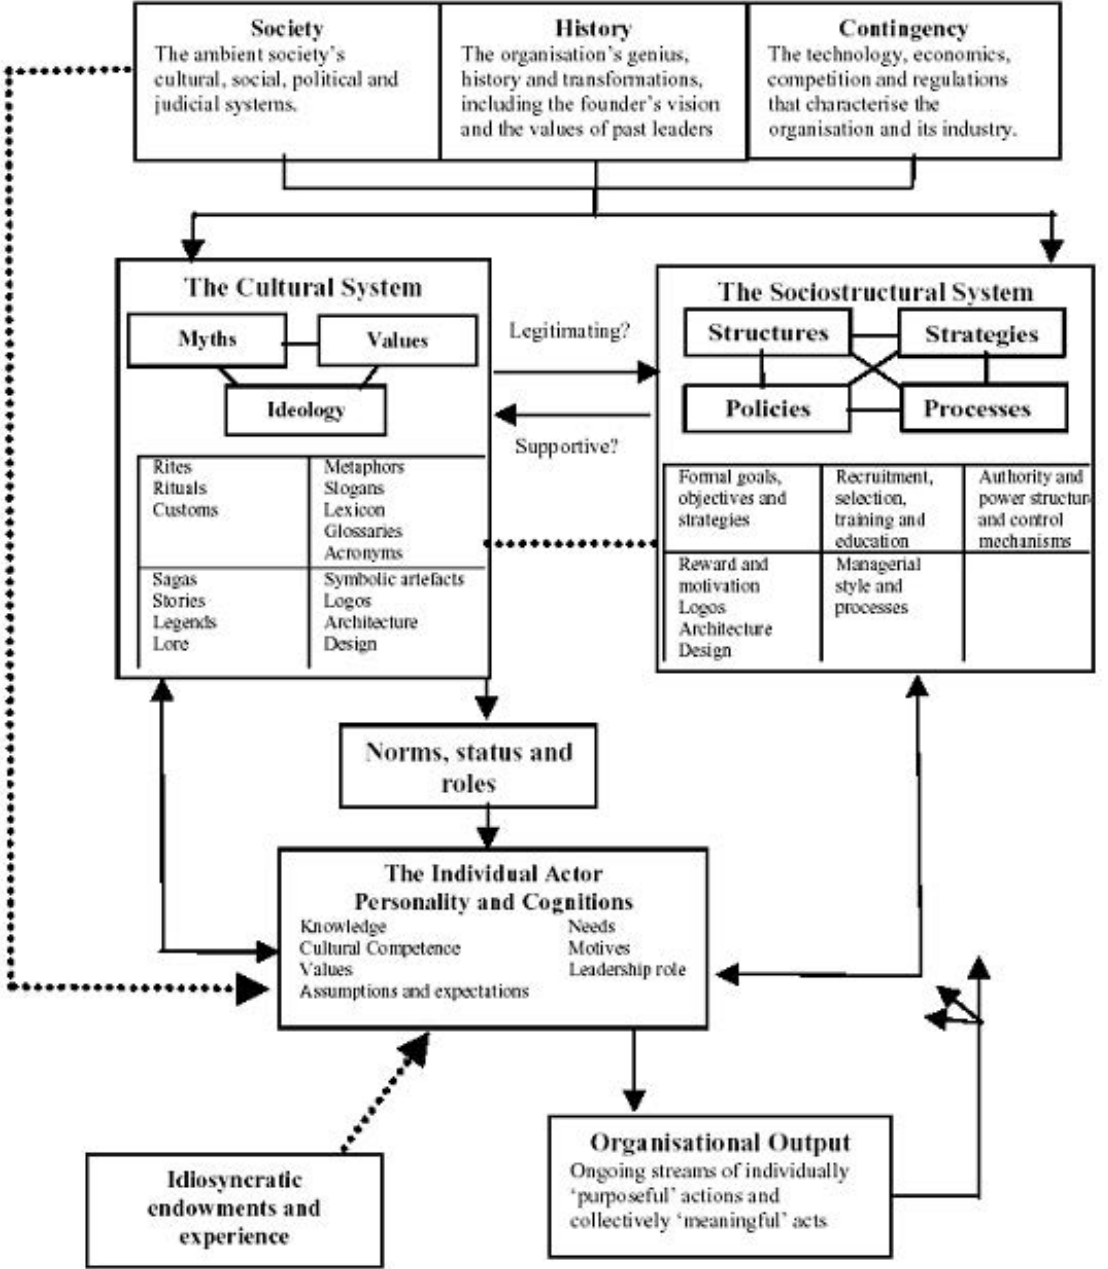 Society
The ambient society's
cultural, social, political and
judicial systems.
History
The organisation's genius,
history and transformations,
including the founder's vision
and the values of past leaders
Contingency
The technology, economics,
competition and regulations
that characterise the
organisation and its industry.
The Cultural System
Myths
Values
Ideology
Rites
Rituals
Customs
Metaphors
Slogans
Lexicon
Glossaries
Acronyms
Sagas
Stories
Legends
Lore
Symbolic artefacts
Logos
Architecture
Design
Legitimating?
Supportive?
The Sociostructural System
Structures
Strategies
Policies
Processes
Formal goals,
objectives and
strategies
Recruitment,
selection,
training and
education
Authority and
power structur
and control
mechanisms
Reward and
motivation
Logos
Architecture
Design
Managerial
style and
processes
Norms, status and
roles
The Individual Actor
Personality and Cognitions
Knowledge
Cultural Competence
Values
Assumptions and expectations
Needs
Motives
Leadership role
Idiosyncratic
endowments and
experience
Organisational Output
Ongoing streams of individually
'purposeful' actions and
collectively 'meaningful' acts